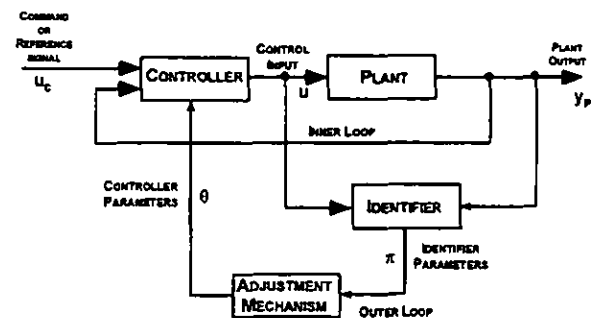 COMMAND
OR
REFERENCE
SIGNAL
u_c
CONTROLLER
CONTROL
INPUT
u
PLANT
PLANT
OUTPUT
y_p
INNER LOOP
CONTROLLER
PARAMETERS
θ
IDENTIFIER
π
IDENTIFIER
PARAMETERS
ADJUSTMENT
MECHANISM
OUTER LOOP